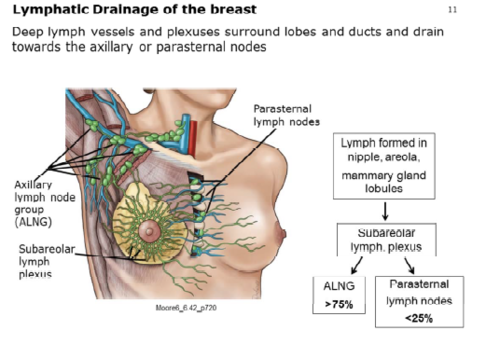 Lymphatic Drainage of the breast
11
Deep lymph vessels and plexuses surround lobes and ducts and drain
towards the axillary or parasternal nodes
Parasternal
lymph nodes
Axillary
lymph node
group
(ALNG)
Subareolar
lymph
plexus
Moore6_6.42_p720
Lymph formed in
nipple, areola,
mammary gland
lobules
Subareolar
lymph. plexus
ALNG
>75%
Parasternal
lymph nodes
<25%